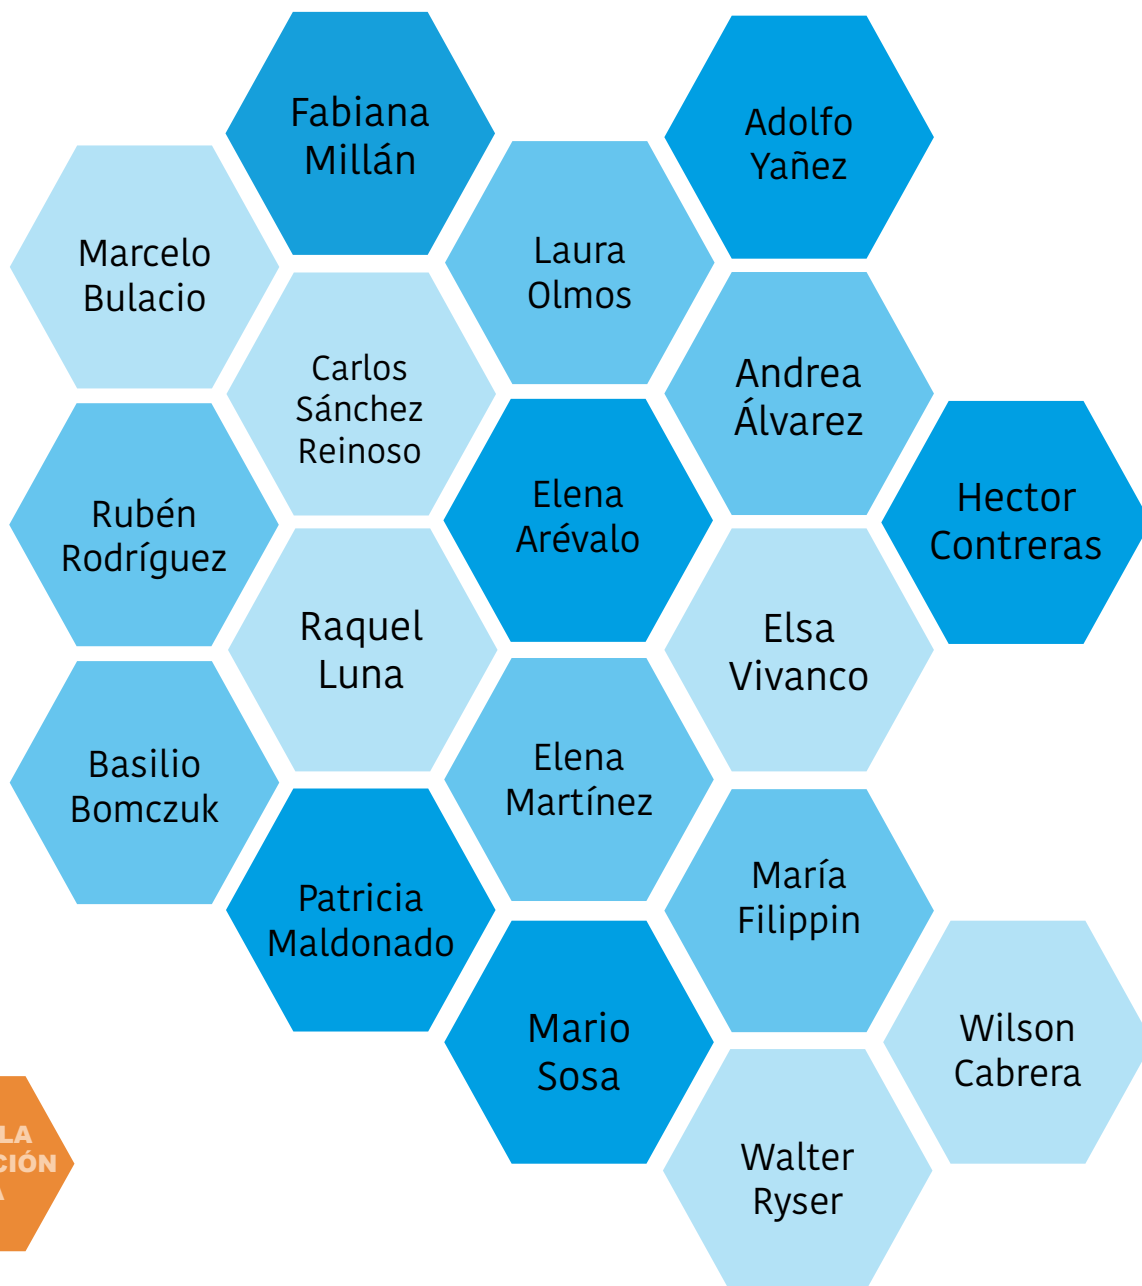 Fabiana
Millán
Adolfo
Yañez
Marcelo
Bulacio
Laura
Olmos
Carlos
Sánchez
Reinoso
Andrea
Álvarez
Rubén
Rodríguez
Elena
Arévalo
Hector
Contreras
Raquel
Luna
Elsa
Vivanco
Basilio
Bomczuk
Elena
Martínez
Patricia
Maldonado
María
Filippin
Mario
Sosa
Wilson
Cabrera
Walter
Ryser
LA